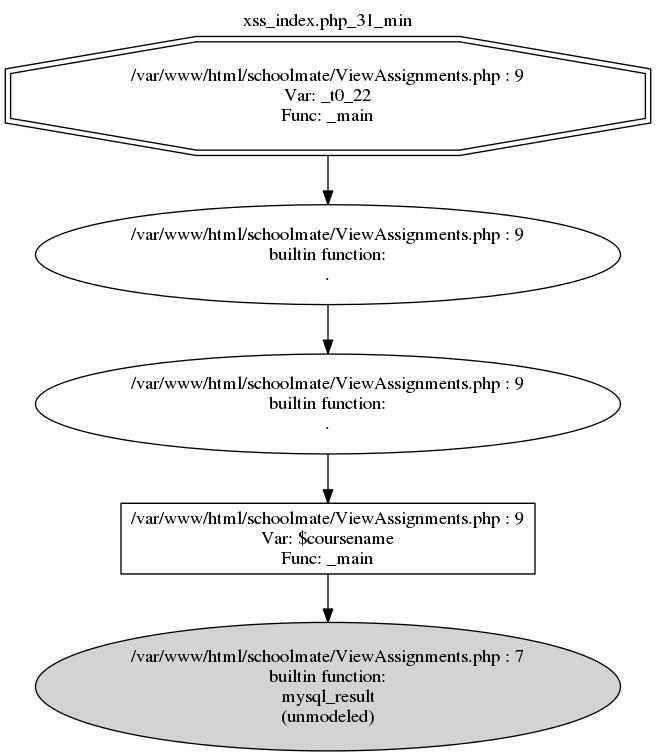 xss_index.php_31_min
/var/www/html/schoolmate/ViewAssignments.php : 9
Var: _t0_22
Func: _main
/var/www/html/schoolmate/ViewAssignments.php : 9
builtin function:
.
/var/www/html/schoolmate/ViewAssignments.php : 9
builtin function:
.
/var/www/html/schoolmate/ViewAssignments.php : 9
Var: $coursename
Func: _main
/var/www/html/schoolmate/ViewAssignments.php : 7
builtin function:
mysql_result
(unmodeled)